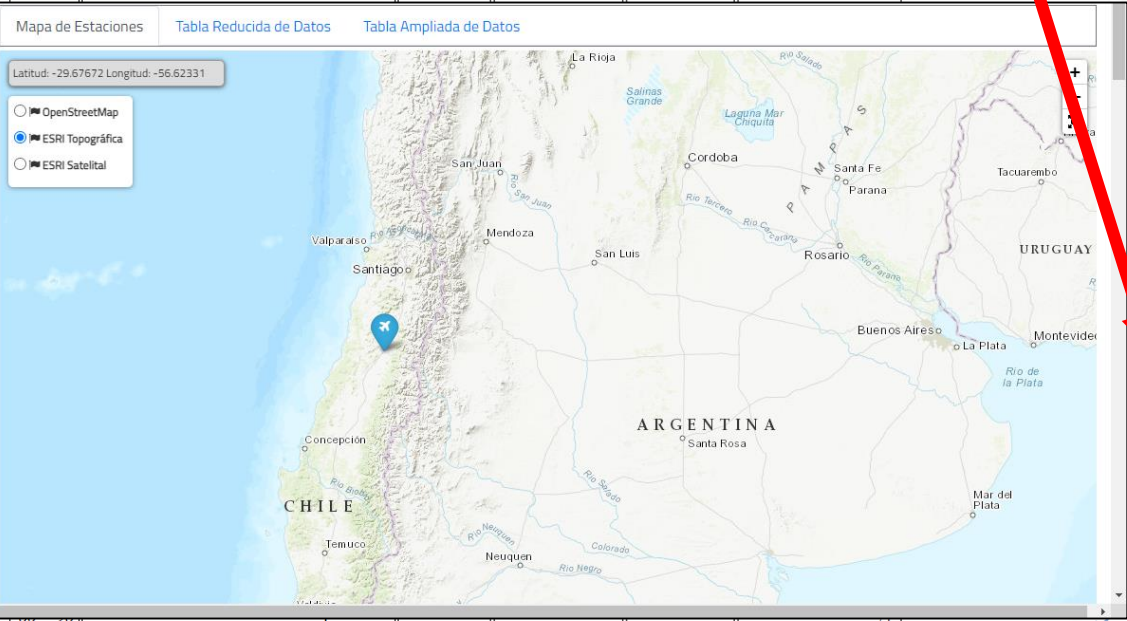 Mapa de Estaciones
Tabla Reducida de Datos
Tabla Ampliada de Datos
Latitud: -29.67672 Longitud: -56.62331
OpenStreetMap
ESRI Topográfica
ESRI Satelital
+
La Rioja
Rio Salado
Salinas
Grande
Laguna Mar
Chiquita
PAMPAS
San Juan
Rio San Juan
Cordoba
Santa Fe
Parana
Tacuarembo
Rio Tercero
Rio Carcarana
Valparaiso
Rio Aconcagua
Mendoza
San Luis
Rosario
Rio Parana
URUGUAY
Santiago
Buenos Aires
La Plata
Montevideo
Rio de
la Plata
ARGENTINA
Santa Rosa
Concepción
Rio Biobio
Rio Salado
CHILE
Mar del
Plata
Temuco
Rio Neuquen
Neuquen
Colorado
Rio Negro